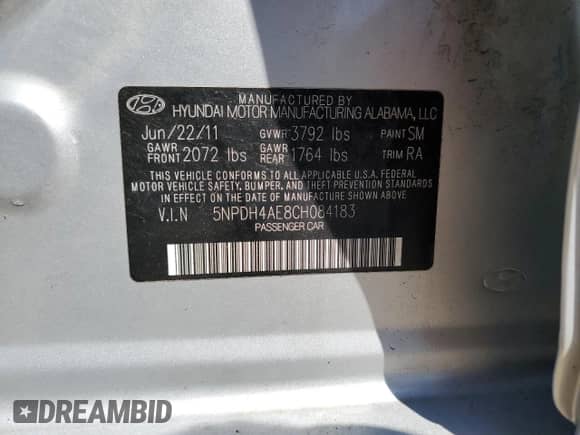 MANUFACTURED BY
HYUNDAI MOTOR MANUFACTURING ALABAMA, LLC
Jun/22/11 GVWR 3792 lbs PAINT SM
GAWR FRONT 2072 lbs GAWR REAR 1764 lbs TRIM RA
THIS VEHICLE CONFORMS TO ALL APPLICABLE U.S.A. FEDERAL
MOTOR VEHICLE SAFETY, BUMPER, AND THEFT PREVENTION
STANDARDS IN EFFECT ON THE DATE OF MANUFACTURE SHOWN ABOVE.
V.I.N 5NPDH4AE8CH084183
PASSENGER CAR
DREAMBID